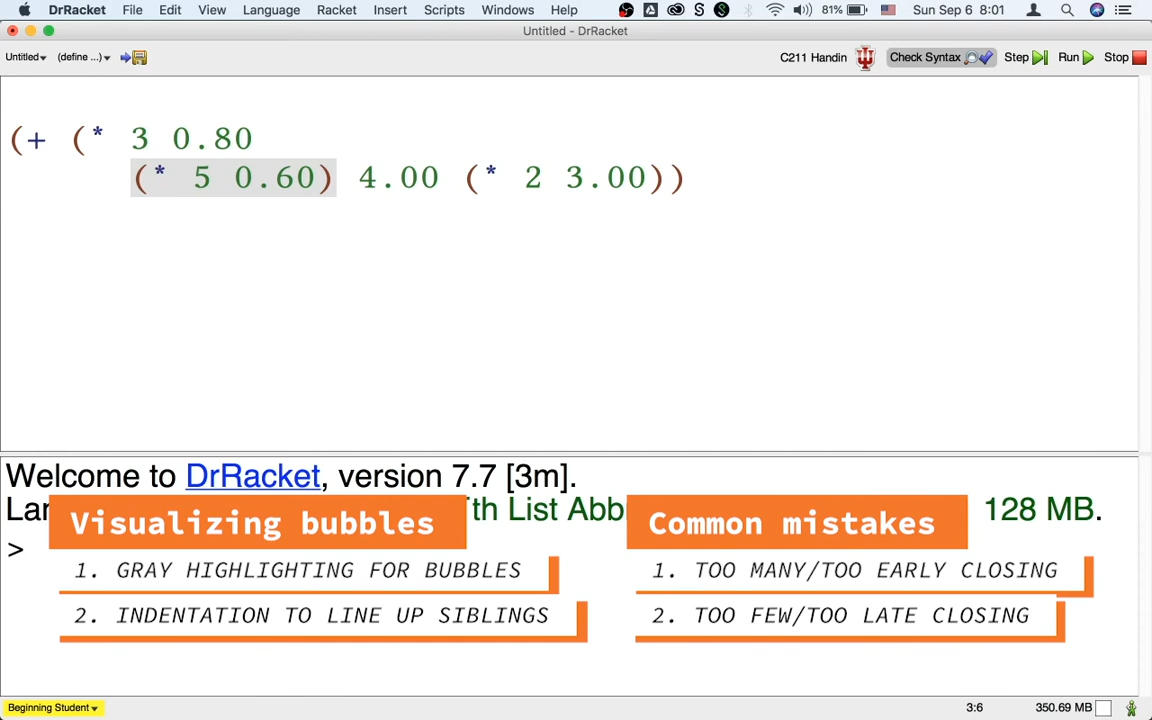 DrRacket File Edit View Language Racket Insert Scripts Windows Help 81% Sun Sep 6 8:01
Untitled - DrRacket
Untitled (define ...) C211 Handin Check Syntax Step Run Stop
(+ (* 3 0.80
(* 5 0.60) 4.00 (* 2 3.00))
Welcome to DrRacket, version 7.7 [3m].
th List Abb 128 MB.
>
Visualizing bubbles
1. GRAY HIGHLIGHTING FOR BUBBLES
2. INDENTATION TO LINE UP SIBLINGS
Common mistakes
1. TOO MANY/TOO EARLY CLOSING
2. TOO FEW/TOO LATE CLOSING
Beginning Student 3:6 350.69 MB